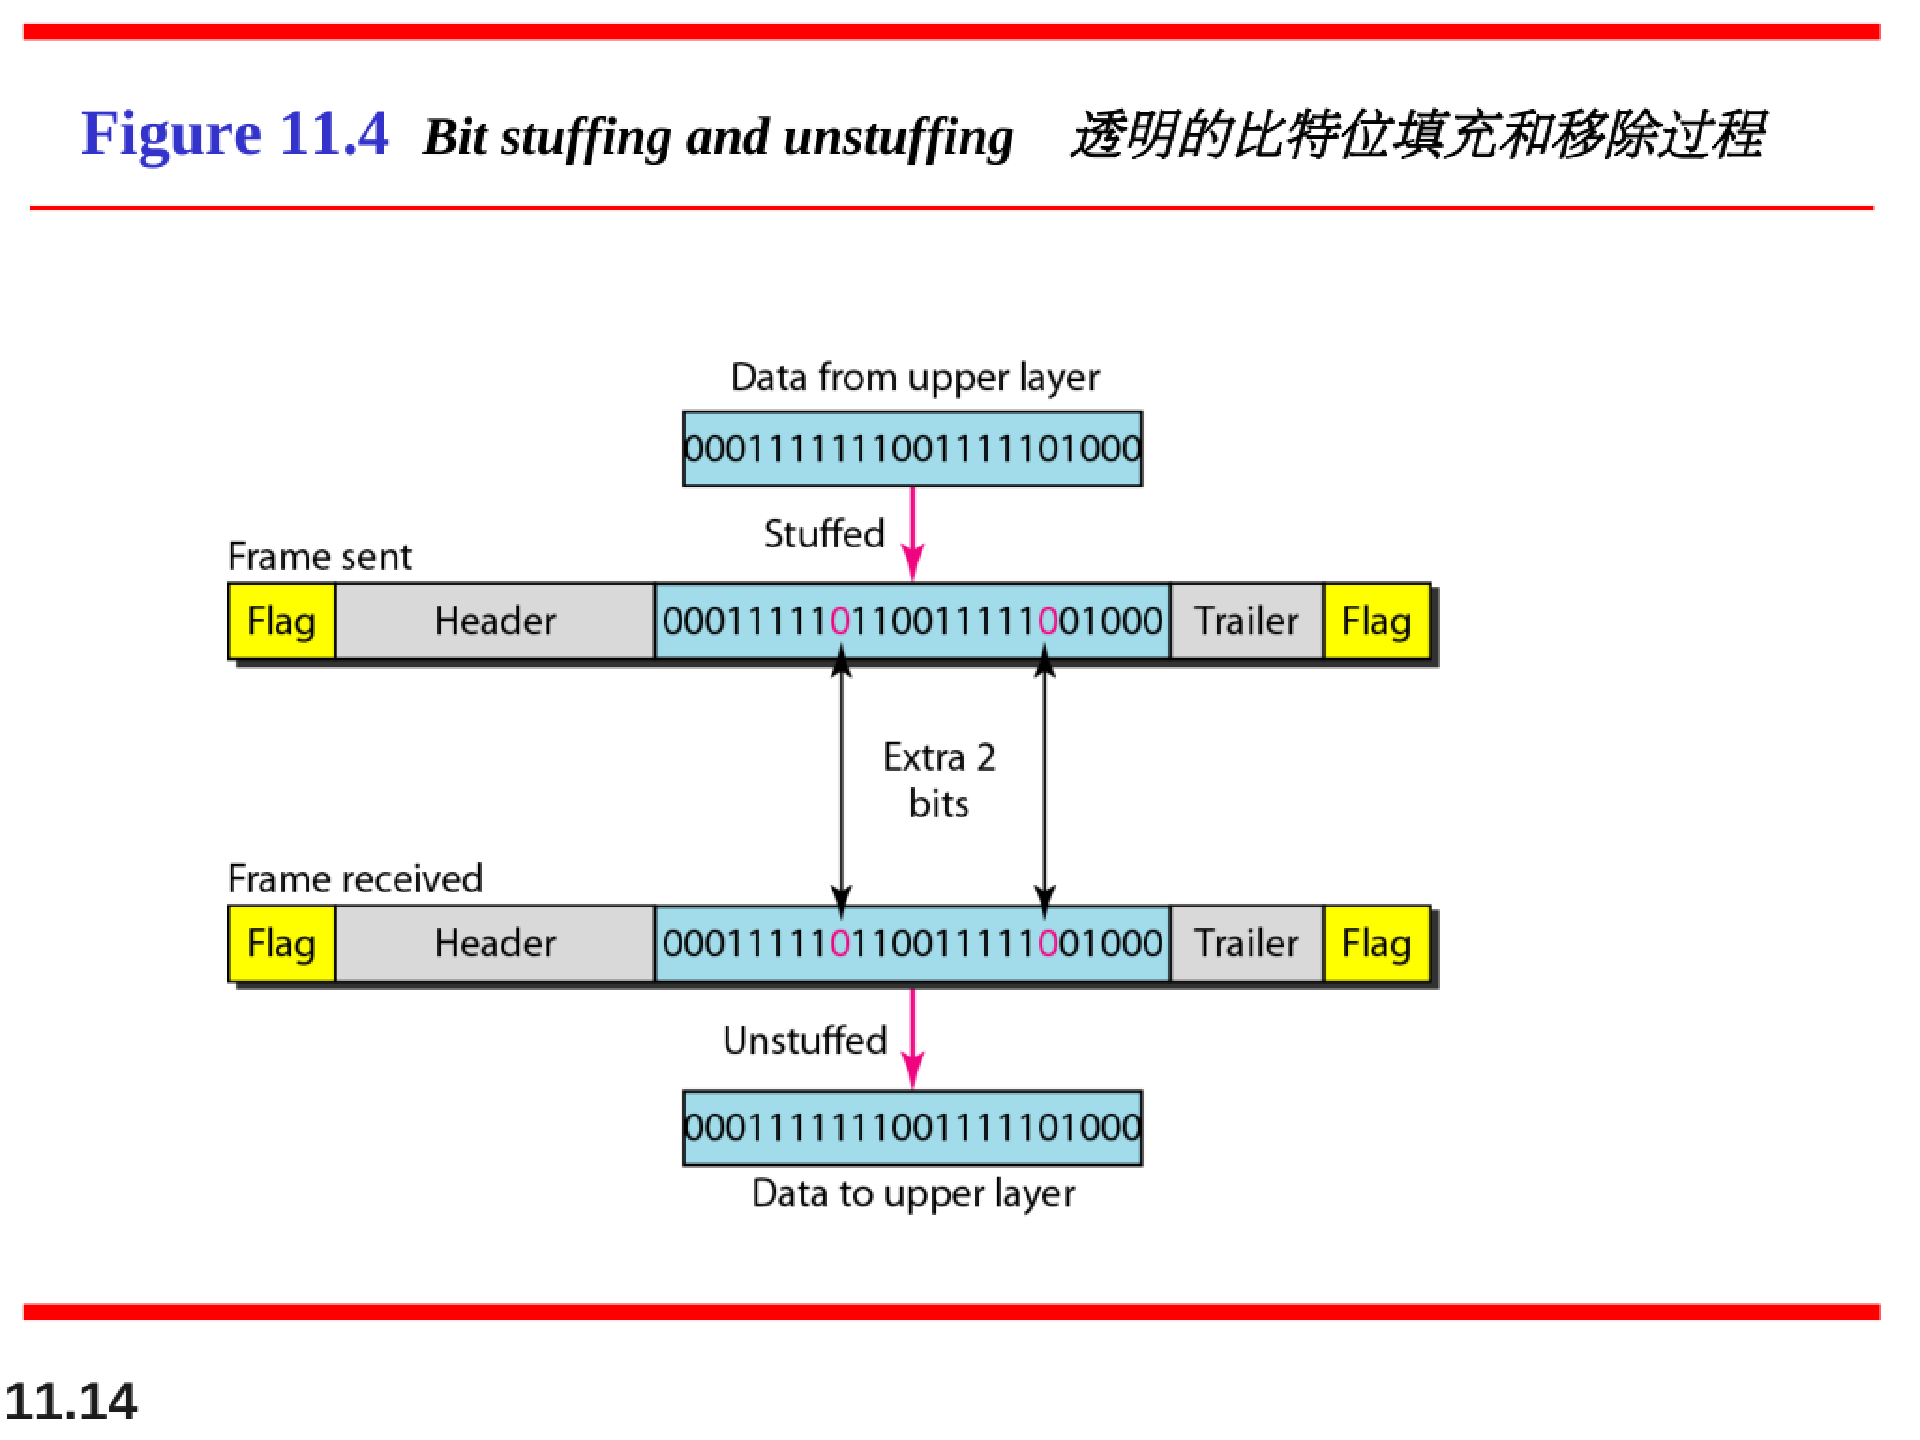 Figure 11.4 Bit stuffing and unstuffing 透明的比特位填充和移除过程
Data from upper layer
0001111111001111101000
Stuffed
Frame sent
Flag Header 000111110110011111001000 Trailer Flag
Extra 2
bits
Frame received
Flag Header 000111110110011111001000 Trailer Flag
Unstuffed
0001111111001111101000
Data to upper layer
11.14